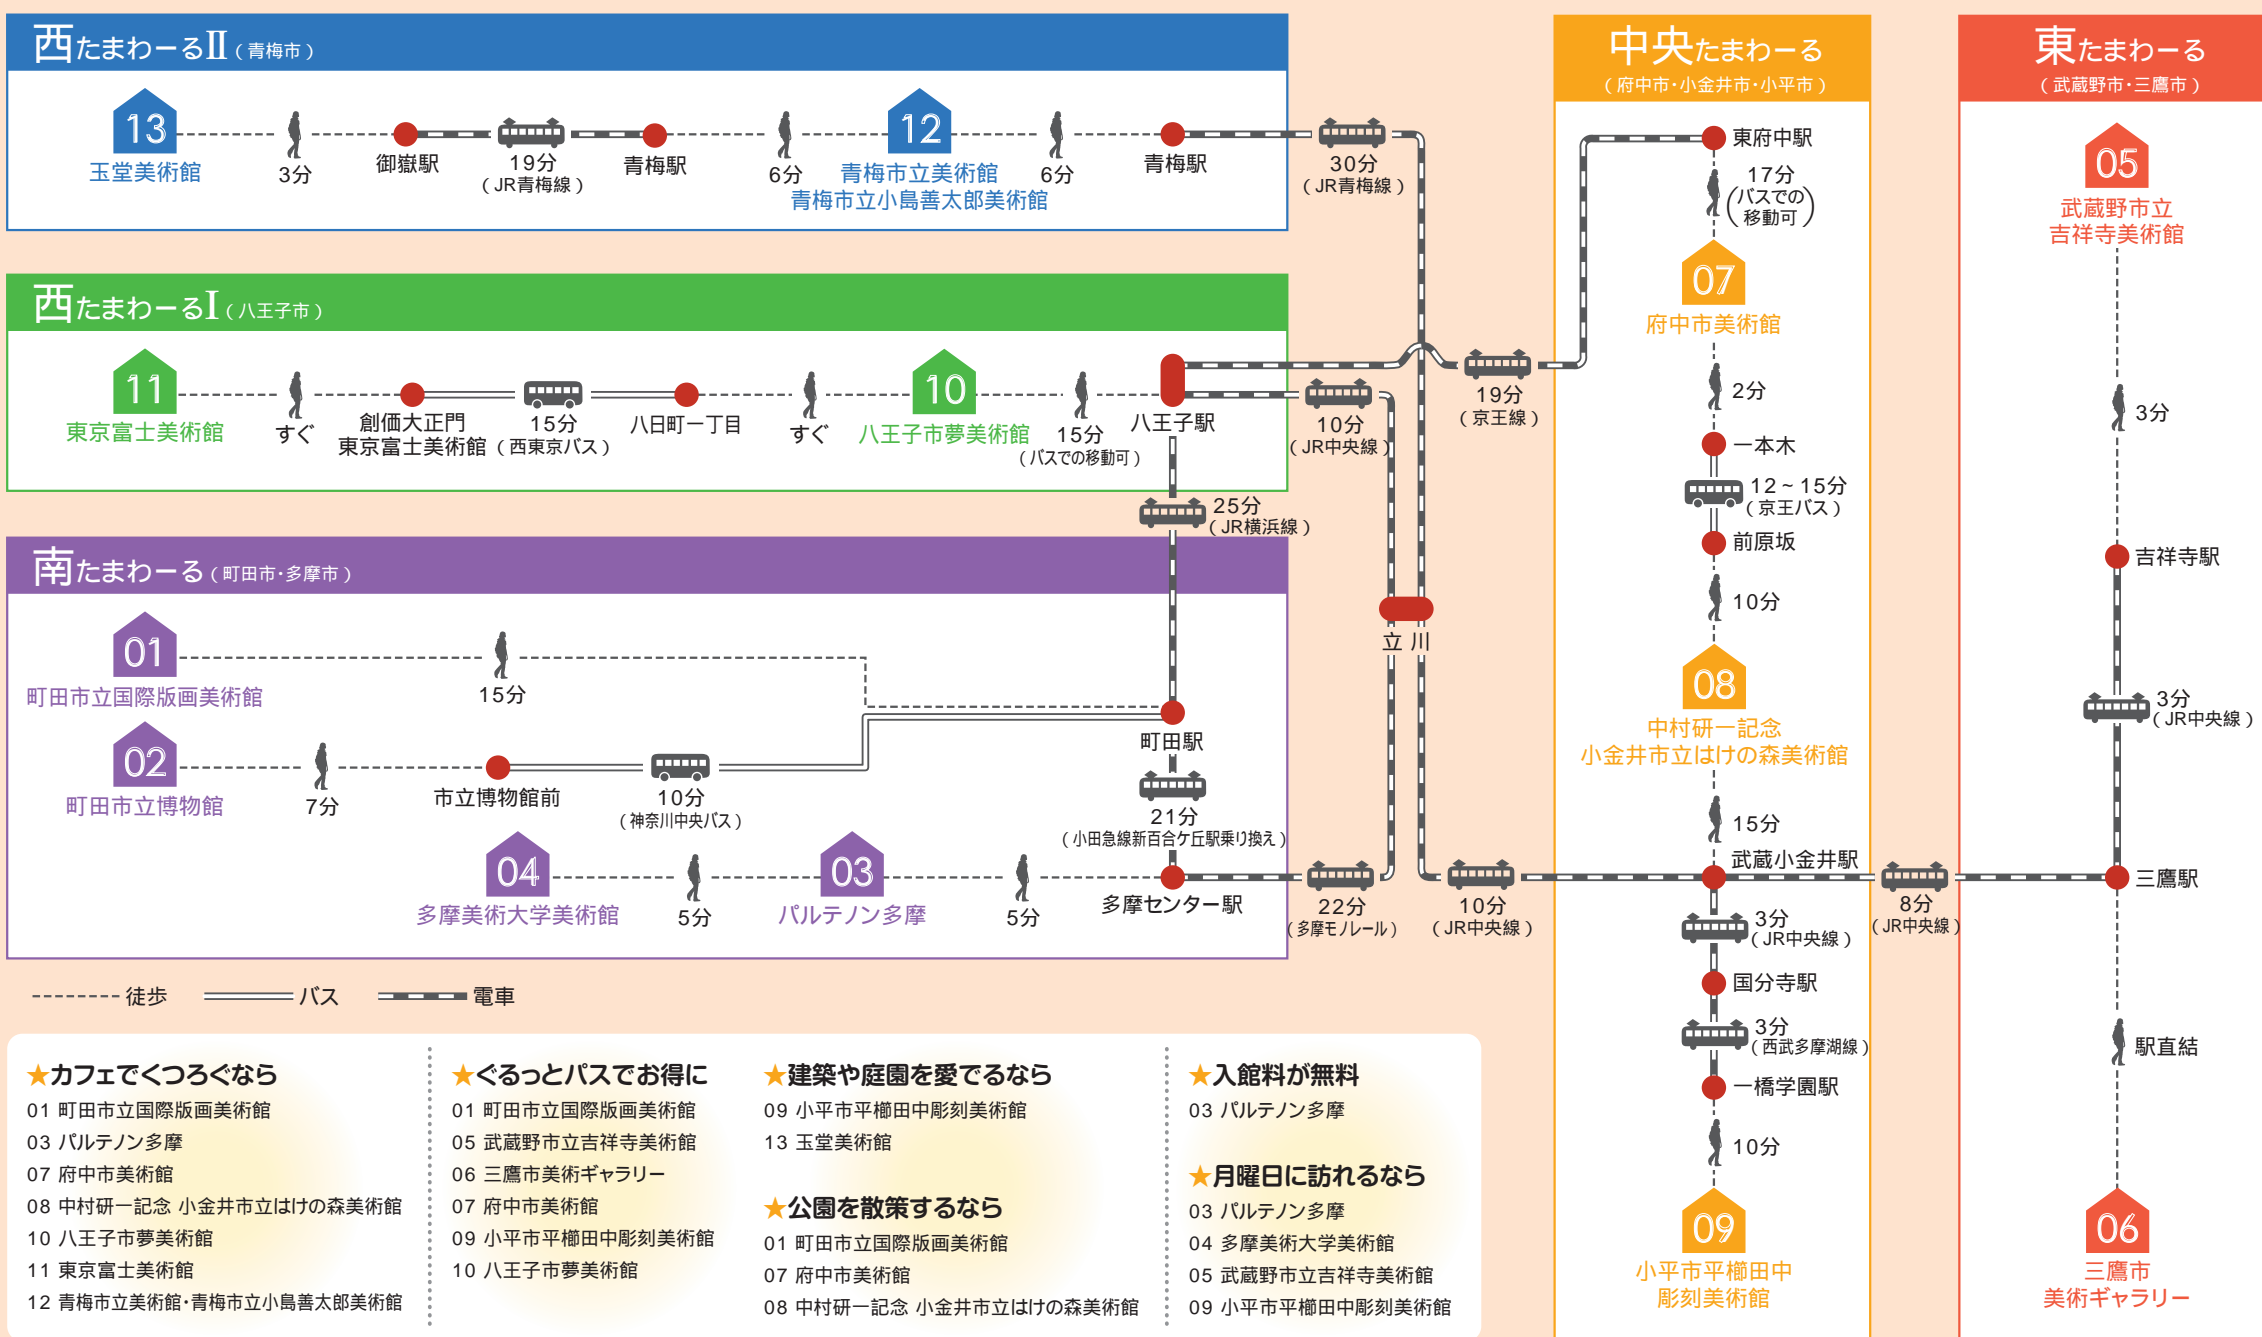 西たまわーるⅡ（青梅市）
13
玉堂美術館
3分
御嶽駅
19分
（JR青梅線）
青梅駅
6分
12
青梅市立美術館
青梅市立小島善太郎美術館
6分
青梅駅
30分
（JR青梅線）
西たまわーるⅠ（八王子市）
11
東京富士美術館
すぐ
創価大正門
東京富士美術館
15分
（西東京バス）
八日町一丁目
すぐ
10
八王子市夢美術館
15分
（バスでの移動可）
八王子駅
10分
（JR中央線）
19分
（京王線）
25分
（JR横浜線）
南たまわーる（町田市・多摩市）
01
町田市立国際版画美術館
15分
02
町田市立博物館
7分
市立博物館前
10分
（神奈川中央バス）
町田駅
21分
（小田急線新百合ケ丘駅乗り換え）
04
多摩美術大学美術館
5分
03
パルテノン多摩
5分
多摩センター駅
22分
（多摩モノレール）
立川
10分
（JR中央線）
中央たまわーる
（府中市・小金井市・小平市）
東府中駅
17分
（バスでの
移動可）
07
府中市美術館
2分
一本木
12～15分
（京王バス）
前原坂
10分
08
中村研一記念
小金井市立はけの森美術館
15分
武蔵小金井駅
3分
（JR中央線）
国分寺駅
3分
（西武多摩湖線）
一橋学園駅
10分
09
小平市平櫛田中
彫刻美術館
8分
（JR中央線）
東たまわーる
（武蔵野市・三鷹市）
05
武蔵野市立
吉祥寺美術館
3分
吉祥寺駅
3分
（JR中央線）
三鷹駅
駅直結
06
三鷹市
美術ギャラリー
徒歩 バス 電車
★カフェでくつろぐなら
01 町田市立国際版画美術館
03 パルテノン多摩
07 府中市美術館
08 中村研一記念 小金井市立はけの森美術館
10 八王子市夢美術館
11 東京富士美術館
12 青梅市立美術館・青梅市立小島善太郎美術館
★ぐるっとパスでお得に
01 町田市立国際版画美術館
05 武蔵野市立吉祥寺美術館
06 三鷹市美術ギャラリー
07 府中市美術館
09 小平市平櫛田中彫刻美術館
10 八王子市夢美術館
★建築や庭園を愛でるなら
09 小平市平櫛田中彫刻美術館
13 玉堂美術館
★公園を散策するなら
01 町田市立国際版画美術館
07 府中市美術館
08 中村研一記念 小金井市立はけの森美術館
★入館料が無料
03 パルテノン多摩
★月曜日に訪れるなら
03 パルテノン多摩
04 多摩美術大学美術館
05 武蔵野市立吉祥寺美術館
09 小平市平櫛田中彫刻美術館